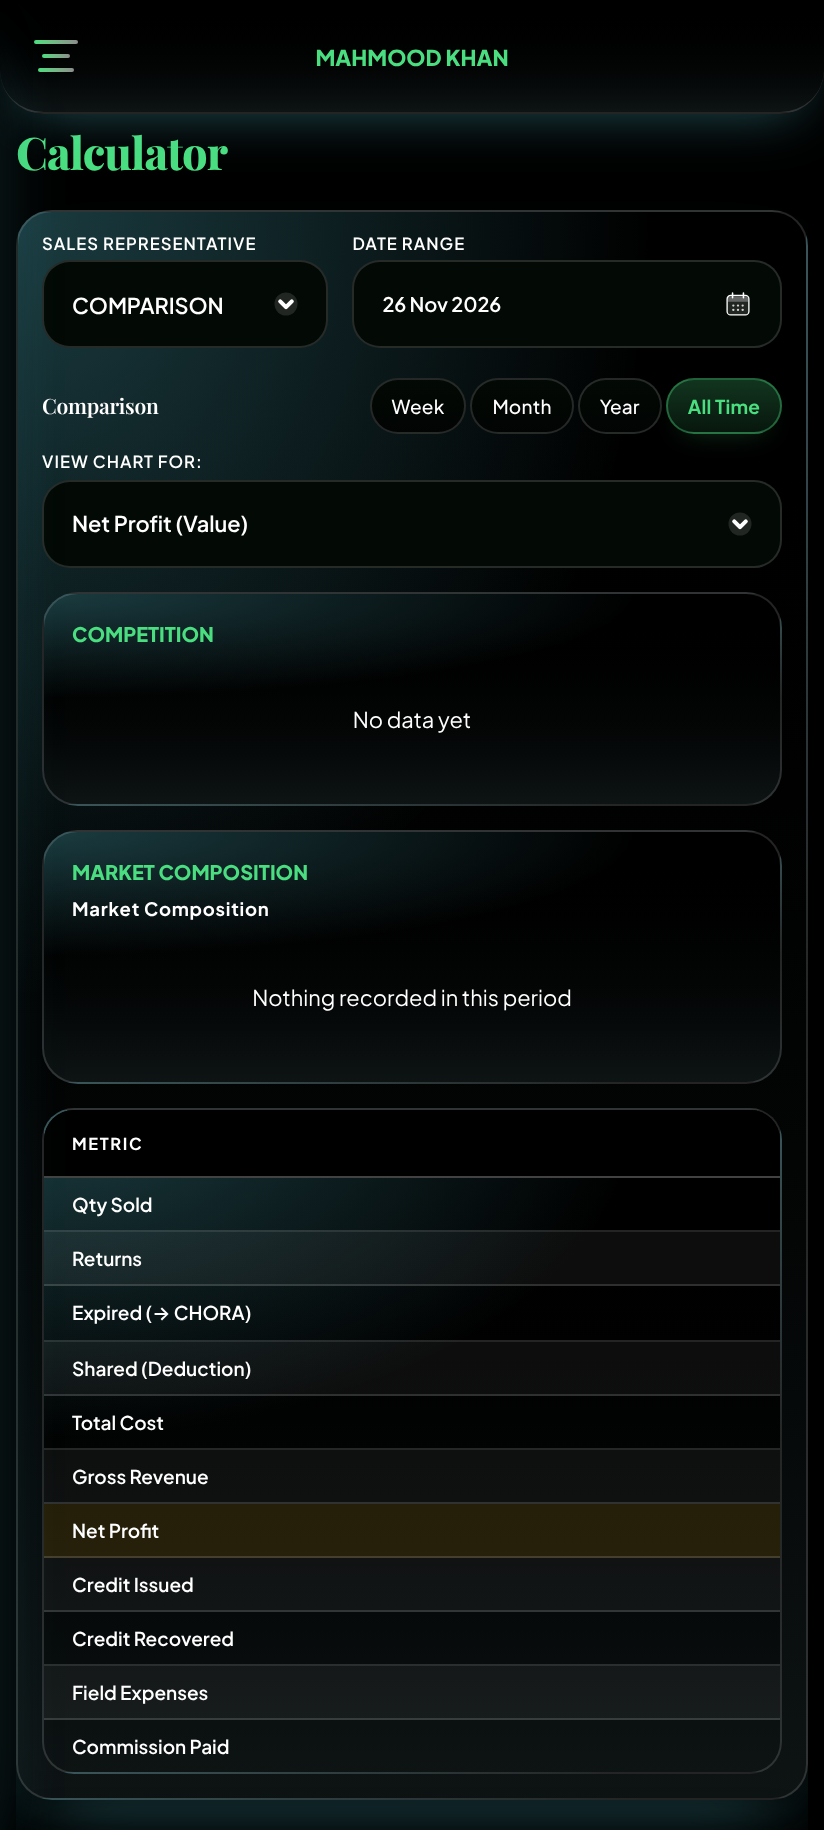 MAHMOOD KHAN
Calculator
SALES REPRESENTATIVE
COMPARISON
DATE RANGE
26 Nov 2026
Comparison
Week
Month
Year
All Time
VIEW CHART FOR:
Net Profit (Value)
COMPETITION
No data yet
MARKET COMPOSITION
Market Composition
Nothing recorded in this period
METRIC
Qty Sold
Returns
Expired (→ CHORA)
Shared (Deduction)
Total Cost
Gross Revenue
Net Profit
Credit Issued
Credit Recovered
Field Expenses
Commission Paid